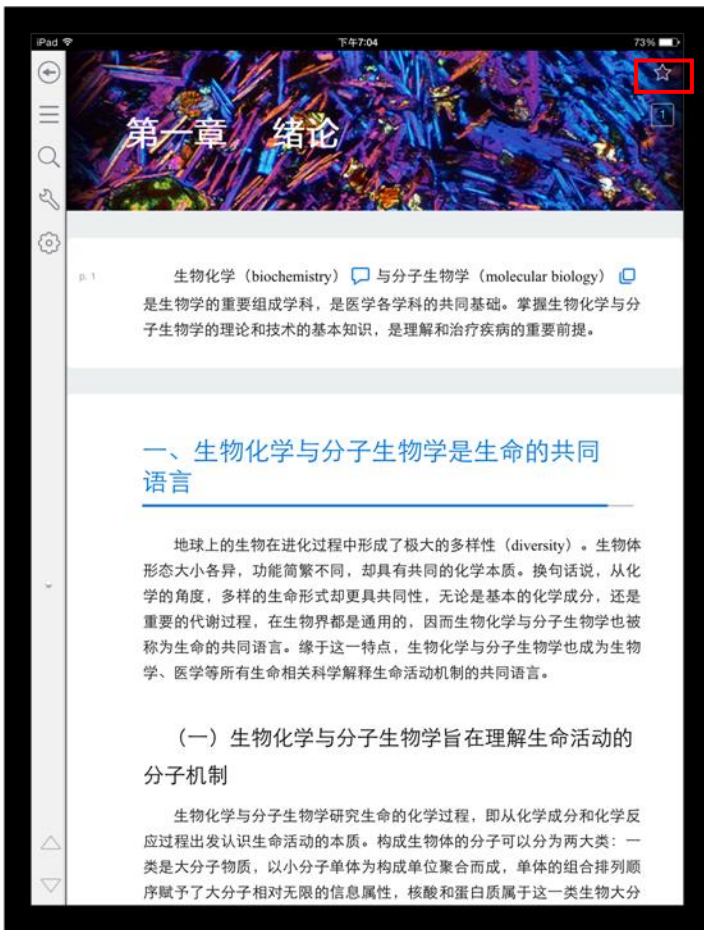 iPad 下午7:04 73%
第一章 绪论
1
p. 1
生物化学（biochemistry） 与分子生物学（molecular biology）
是生物学的重要组成学科，是医学各学科的共同基础。掌握生物化学与分
子生物学的理论和技术的基本知识，是理解和治疗疾病的重要前提。
一、生物化学与分子生物学是生命的共同
语言
地球上的生物在进化过程中形成了极大的多样性（diversity）。生物体
形态大小各异，功能简繁不同，却具有共同的化学本质。换句话说，从化
学的角度，多样的生命形式却更具共同性，无论是基本的化学成分，还是
重要的代谢过程，在生物界都是通用的，因而生物化学与分子生物学也被
称为生命的共同语言。缘于这一特点，生物化学与分子生物学也成为生物
学、医学等所有生命相关科学解释生命活动机制的共同语言。
（一）生物化学与分子生物学旨在理解生命活动的
分子机制
生物化学与分子生物学研究生命的化学过程，即从化学成分和化学反
应过程出发认识生命活动的本质。构成生物体的分子可以分为两大类：一
类是大分子物质，以小分子单体为构成单位聚合而成，单体的组合排列顺
序赋予了大分子相对无限的信息属性，核酸和蛋白质属于这一类生物大分